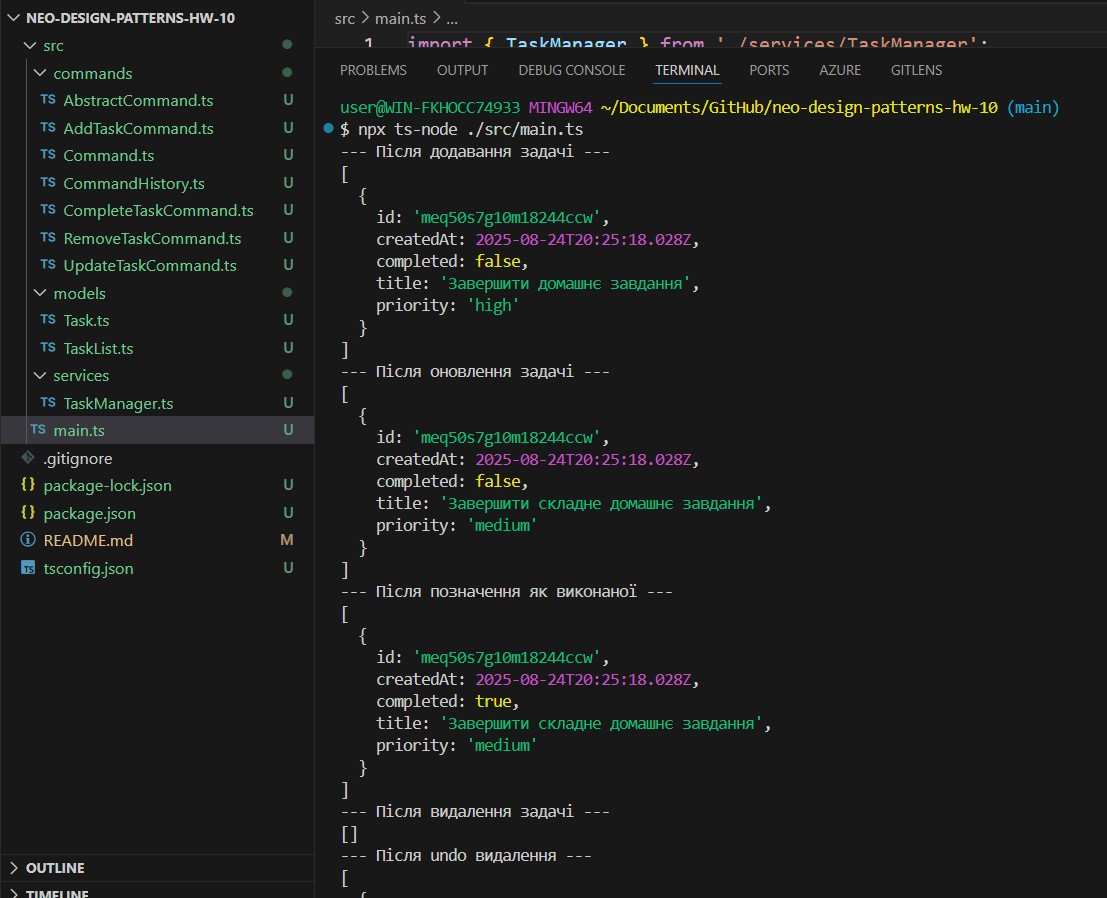 NEO-DESIGN-PATTERNS-HW-10
src
commands
TS AbstractCommand.ts U
TS AddTaskCommand.ts U
TS Command.ts U
TS CommandHistory.ts U
TS CompleteTaskCommand.ts U
TS RemoveTaskCommand.ts U
TS UpdateTaskCommand.ts U
models
TS Task.ts U
TS TaskList.ts U
services
TS TaskManager.ts U
TS main.ts U
.gitignore
{} package-lock.json U
{} package.json U
README.md M
TS tsconfig.json U
OUTLINE
TIMELINE
src > main.ts > ...
1 import { TaskManager } from './services/TaskManager';
PROBLEMS OUTPUT DEBUG CONSOLE TERMINAL PORTS AZURE GITLENS
user@WIN-FKHOCC74933 MINGW64 ~/Documents/GitHub/neo-design-patterns-hw-10 (main)
$ npx ts-node ./src/main.ts
--- Після додавання задачі ---
[
{
id: 'meq50s7g10m18244ccw',
createdAt: 2025-08-24T20:25:18.028Z,
completed: false,
title: 'Завершити домашнє завдання',
priority: 'high'
}
]
--- Після оновлення задачі ---
[
{
id: 'meq50s7g10m18244ccw',
createdAt: 2025-08-24T20:25:18.028Z,
completed: false,
title: 'Завершити складне домашнє завдання',
priority: 'medium'
}
]
--- Після позначення як виконаної ---
[
{
id: 'meq50s7g10m18244ccw',
createdAt: 2025-08-24T20:25:18.028Z,
completed: true,
title: 'Завершити складне домашнє завдання',
priority: 'medium'
}
]
--- Після видалення задачі ---
[]
--- Після undo видалення ---
[
{